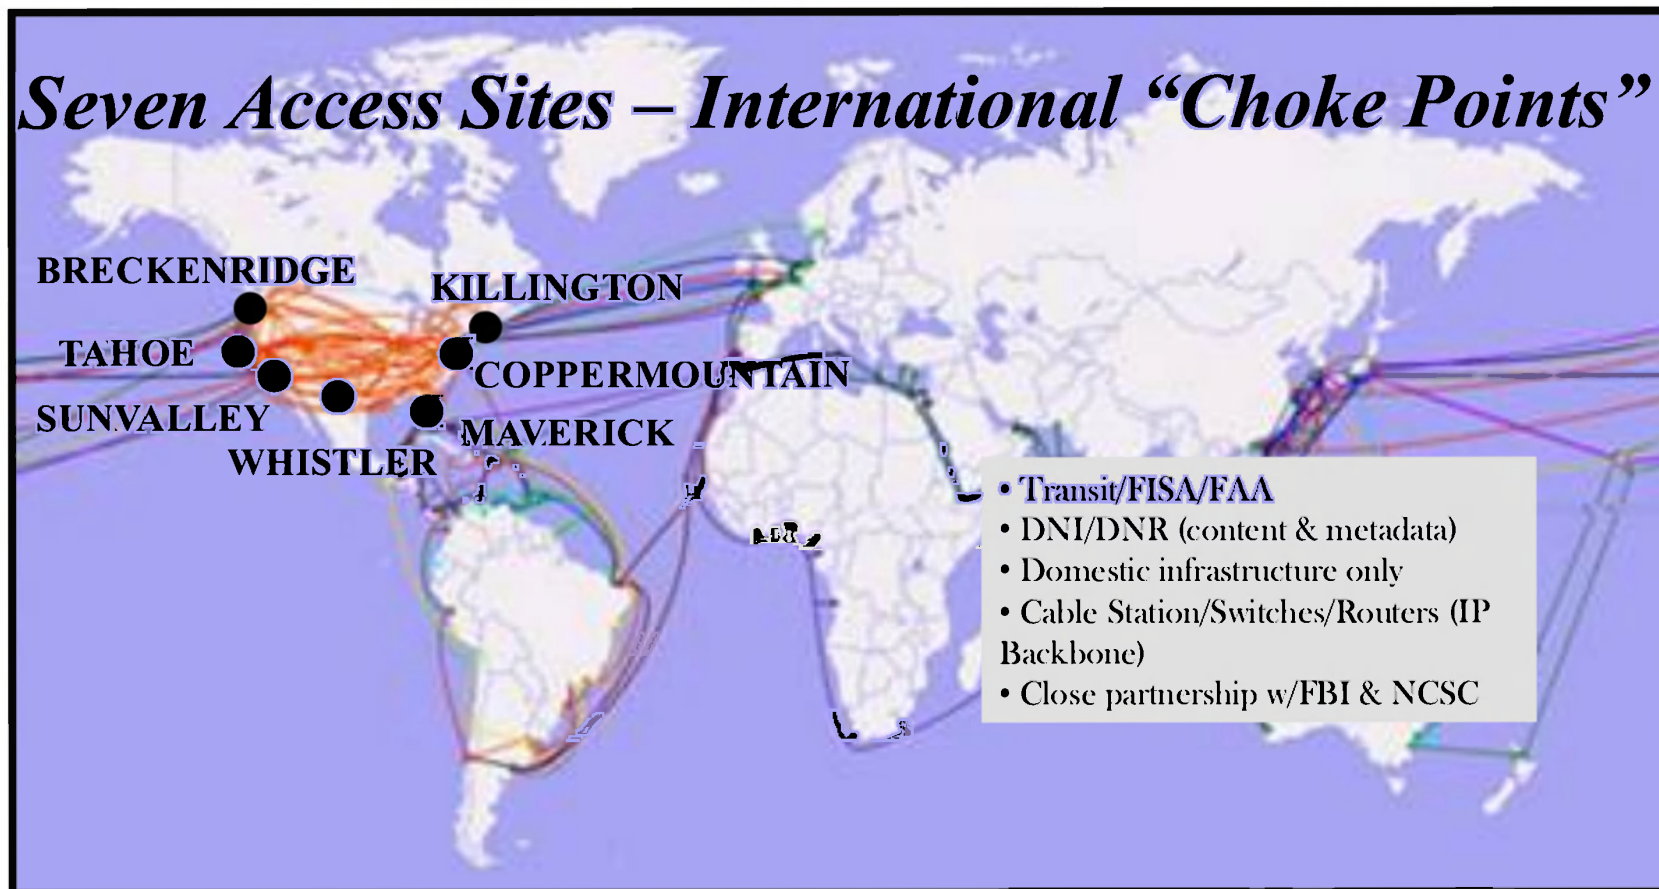 Seven Access Sites – International “Choke Points”
BRECKENRIDGE
KILLINGTON
TAHOE
COPPERMOUNTAIN
SUNVALLEY
MAVERICK
WHISTLER
• Transit/FISA/FAA
• DNI/DNR (content & metadata)
• Domestic infrastructure only
• Cable Station/Switches/Routers (IP
Backbone)
• Close partnership w/FBI & NCSC